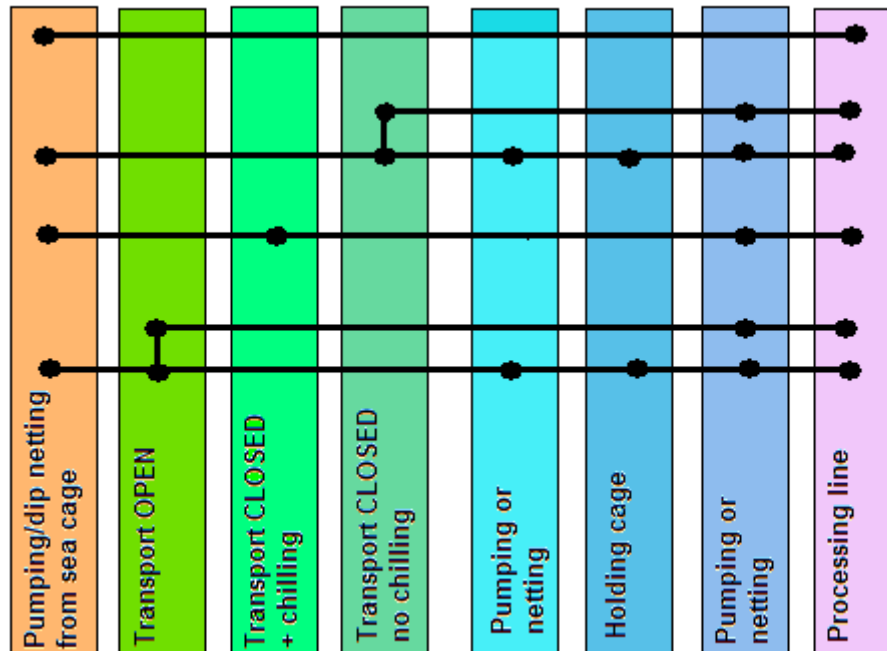 Pumping/dip netting
from sea cage
Transport OPEN
Transport CLOSED
+ chilling
Transport CLOSED
no chilling
Pumping or
netting
Holding cage
Pumping or
netting
Processing line